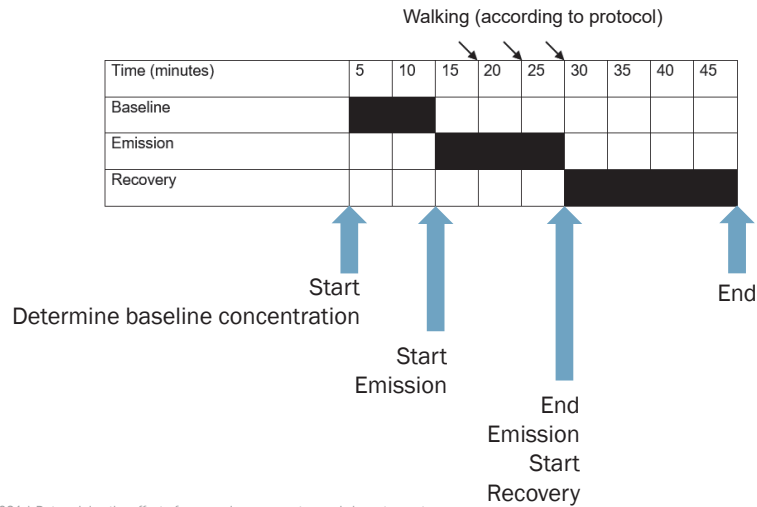 Walking (according to protocol)
Time (minutes) 5 10 15 20 25 30 35 40 45
Baseline
Emission
Recovery
Start
Determine baseline concentration
End
Start
Emission
End
Emission
Start
Recovery